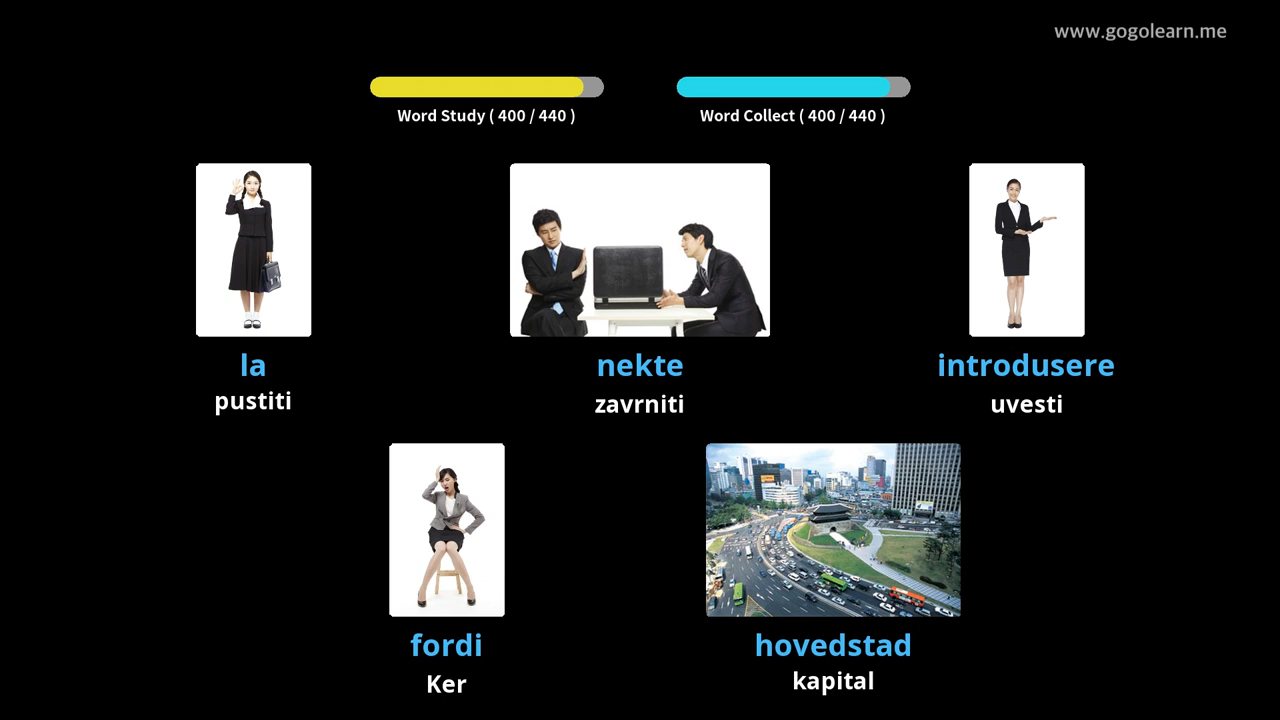 www.gogolearn.me
Word Study ( 400 / 440 )
Word Collect ( 400 / 440 )
la
pustiti
nekte
zavrniti
introdusere
uvesti
fordi
Ker
hovedstad
kapital